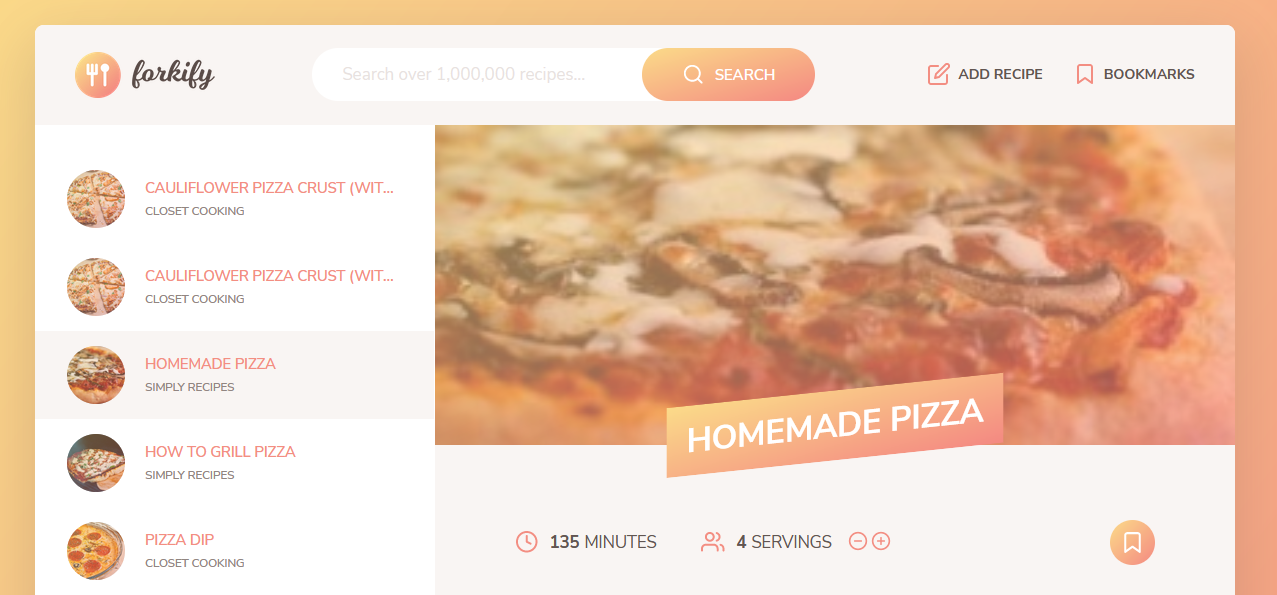 forkify
Search over 1,000,000 recipes...
SEARCH
ADD RECIPE
BOOKMARKS
CAULIFLOWER PIZZA CRUST (WIT...
CLOSET COOKING
CAULIFLOWER PIZZA CRUST (WIT...
CLOSET COOKING
HOMEMADE PIZZA
SIMPLY RECIPES
HOW TO GRILL PIZZA
SIMPLY RECIPES
PIZZA DIP
CLOSET COOKING
HOMEMADE PIZZA
135 MINUTES
4 SERVINGS